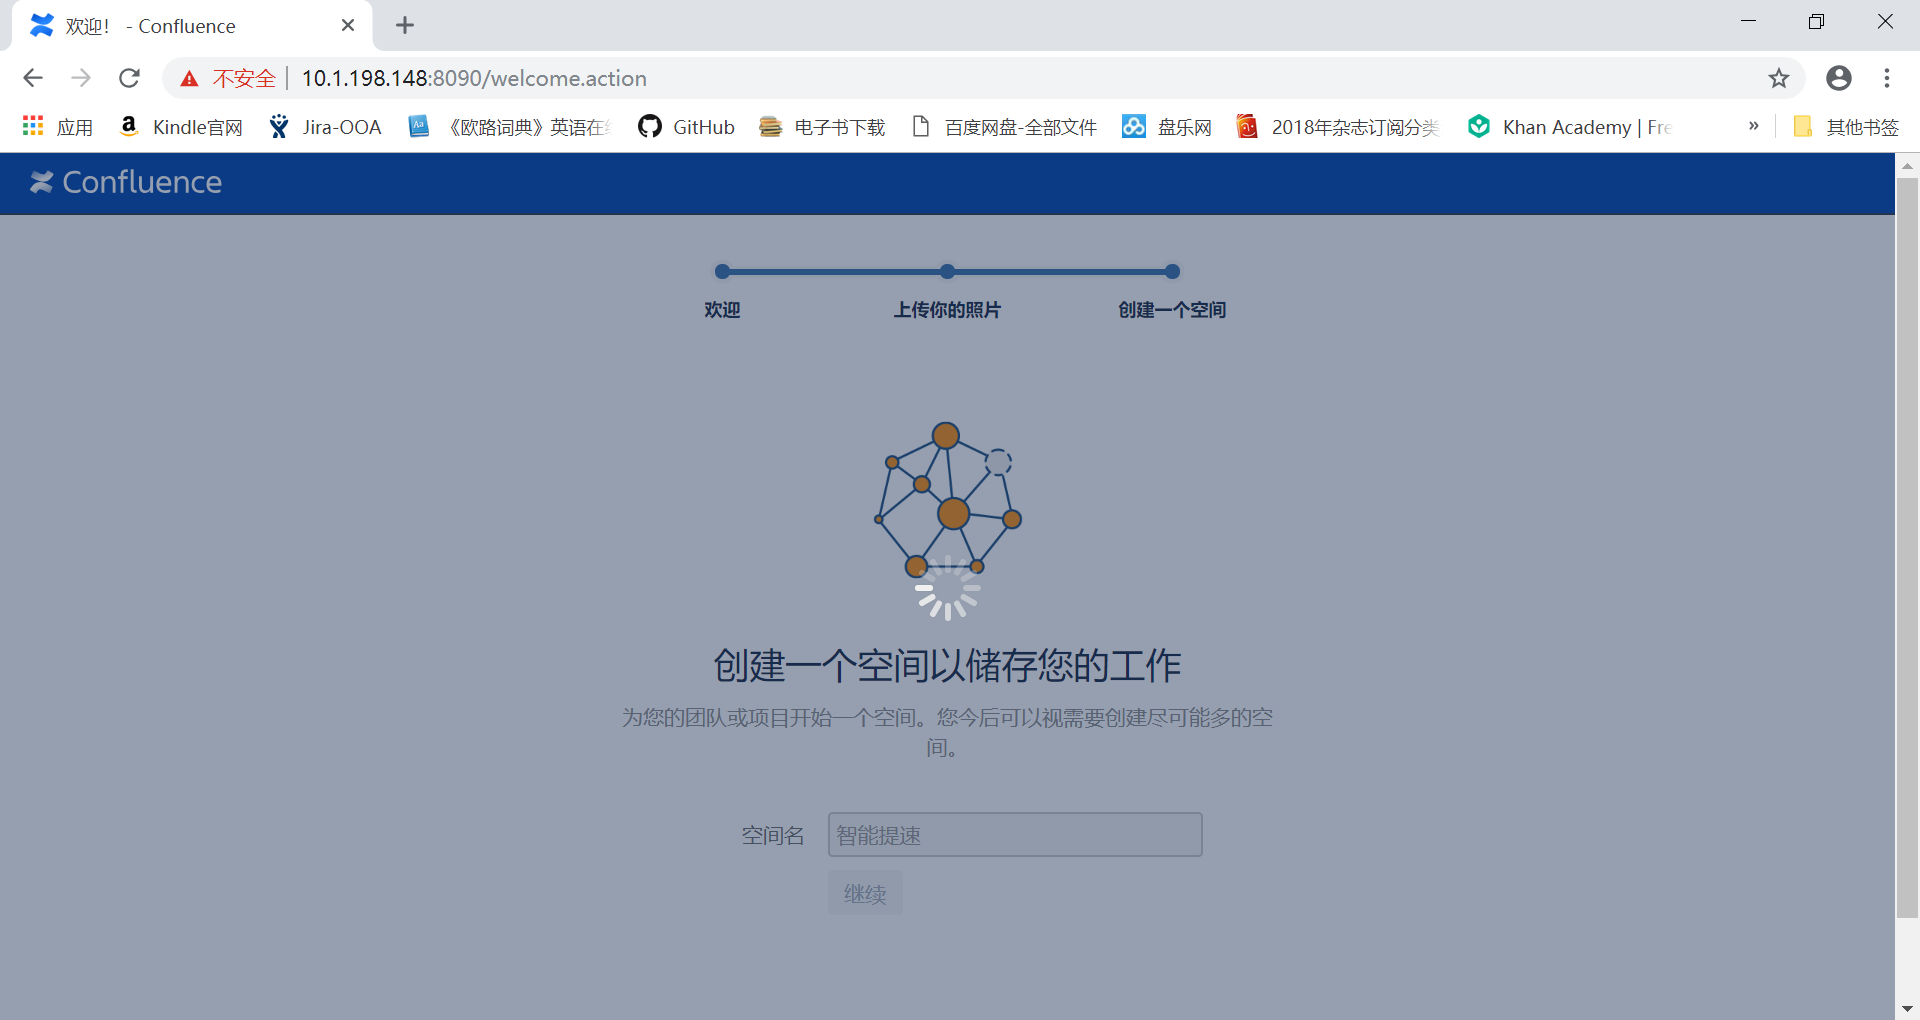 欢迎！ - Confluence
不安全 10.1.198.148:8090/welcome.action
应用 Kindle官网 Jira-OOA 《欧路词典》英语在 GitHub 电子书下载 百度网盘-全部文件 盘乐网 2018年杂志订阅分类 Khan Academy | Fre » 其他书签
Confluence
欢迎 上传你的照片 创建一个空间
创建一个空间以储存您的工作
为您的团队或项目开始一个空间。您今后可以视需要创建尽可能多的空
间。
空间名 智能提速
继续